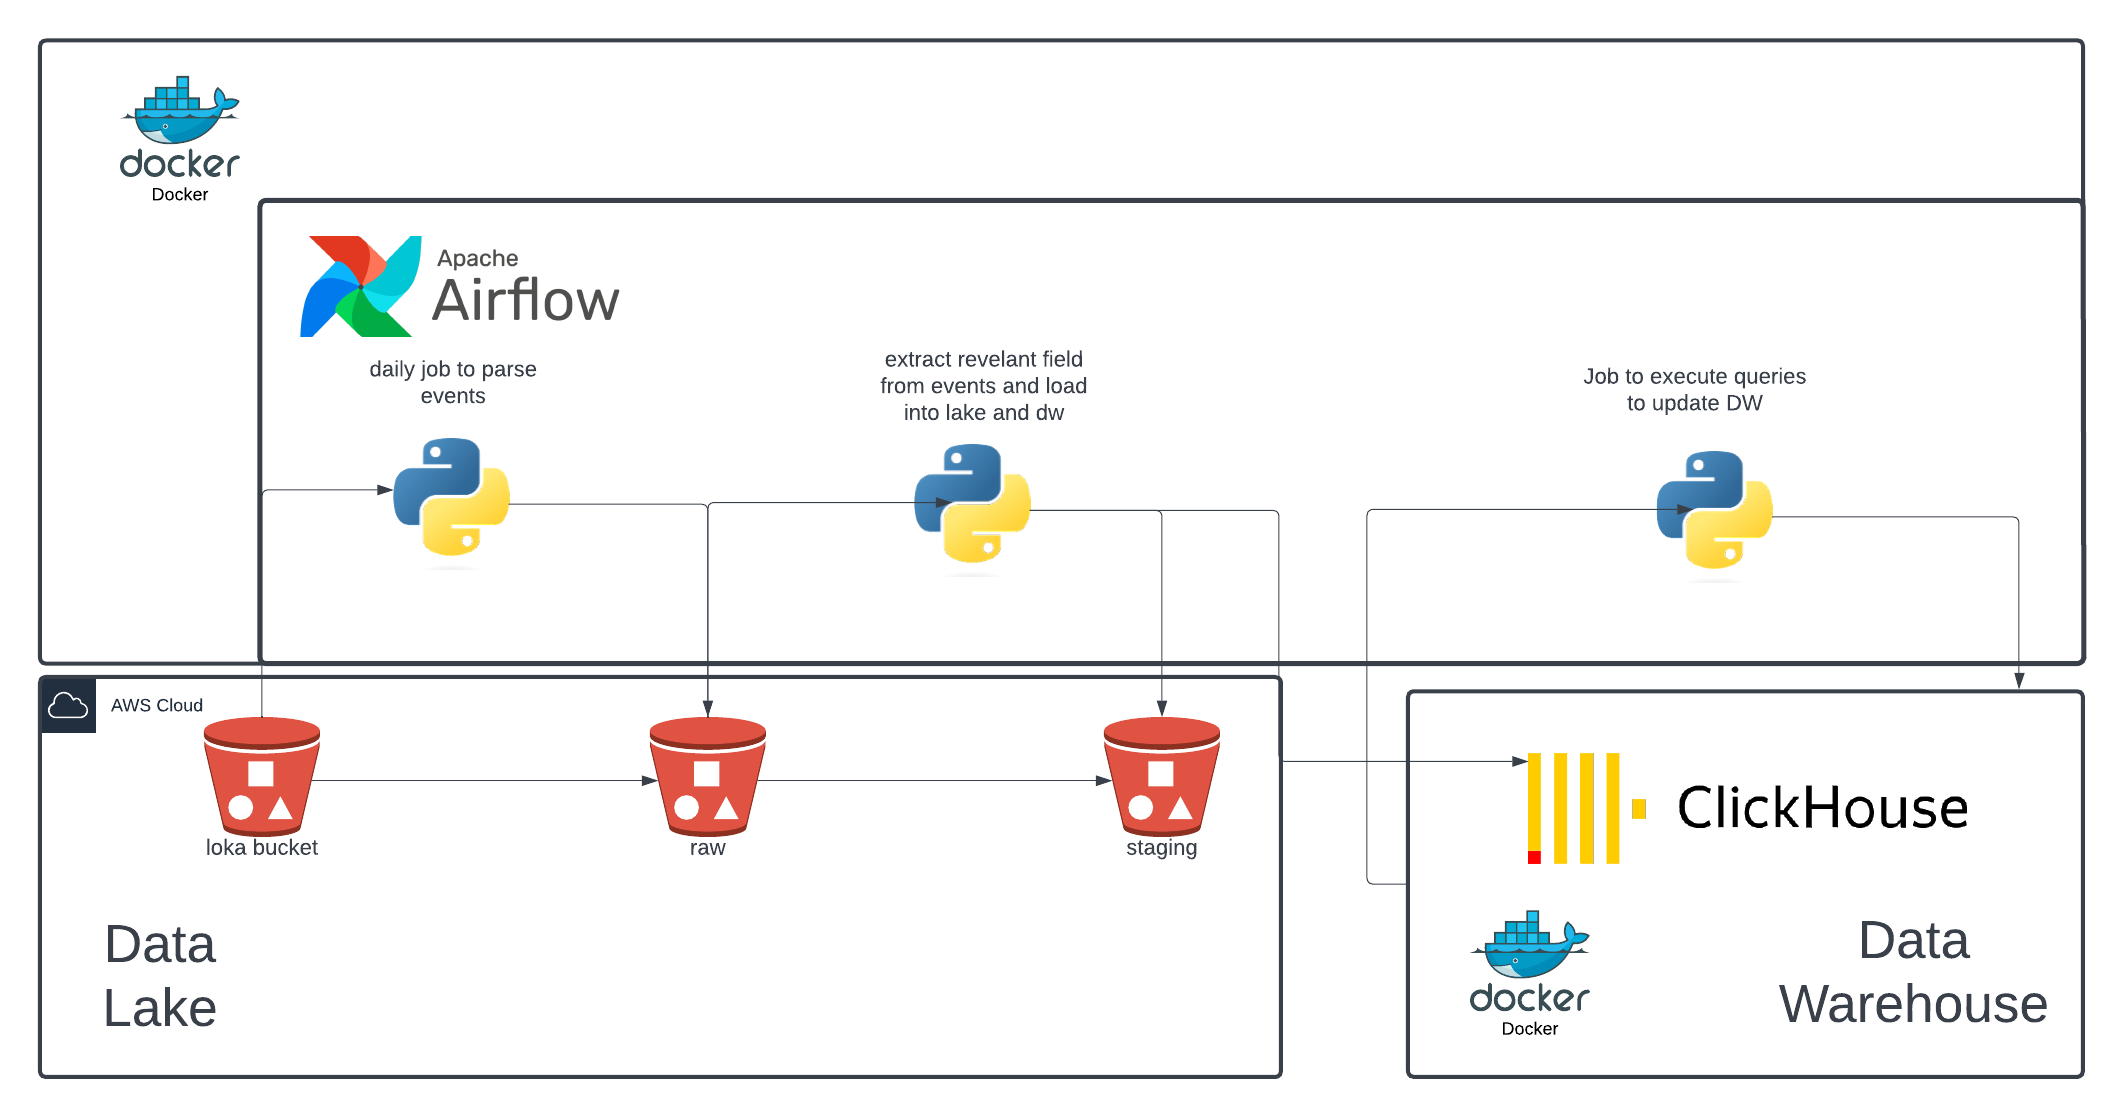 docker
Docker
Apache
Airflow
daily job to parse
events
extract revelant field
from events and load
into lake and dw
Job to execute queries
to update DW
AWS Cloud
loka bucket
raw
staging
Data
Lake
ClickHouse
docker
Docker
Data
Warehouse